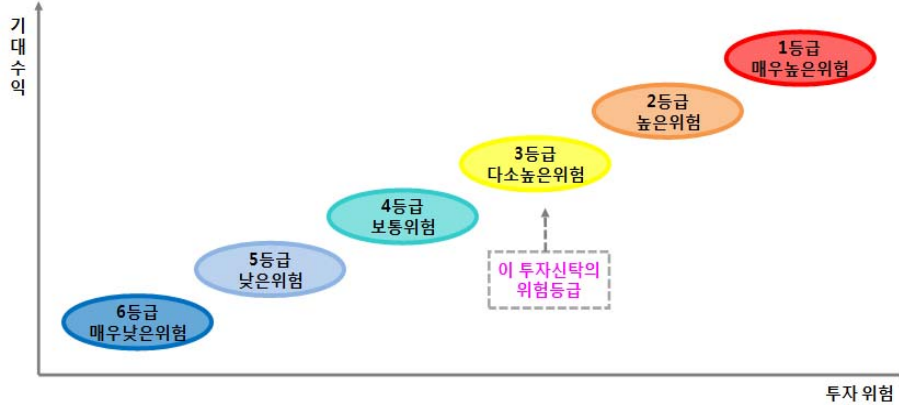 기대수익
1등급
매우높은위험
2등급
높은위험
3등급
다소높은위험
4등급
보통위험
5등급
낮은위험
이 투자신탁의
위험등급
6등급
매우낮은위험
투자 위험